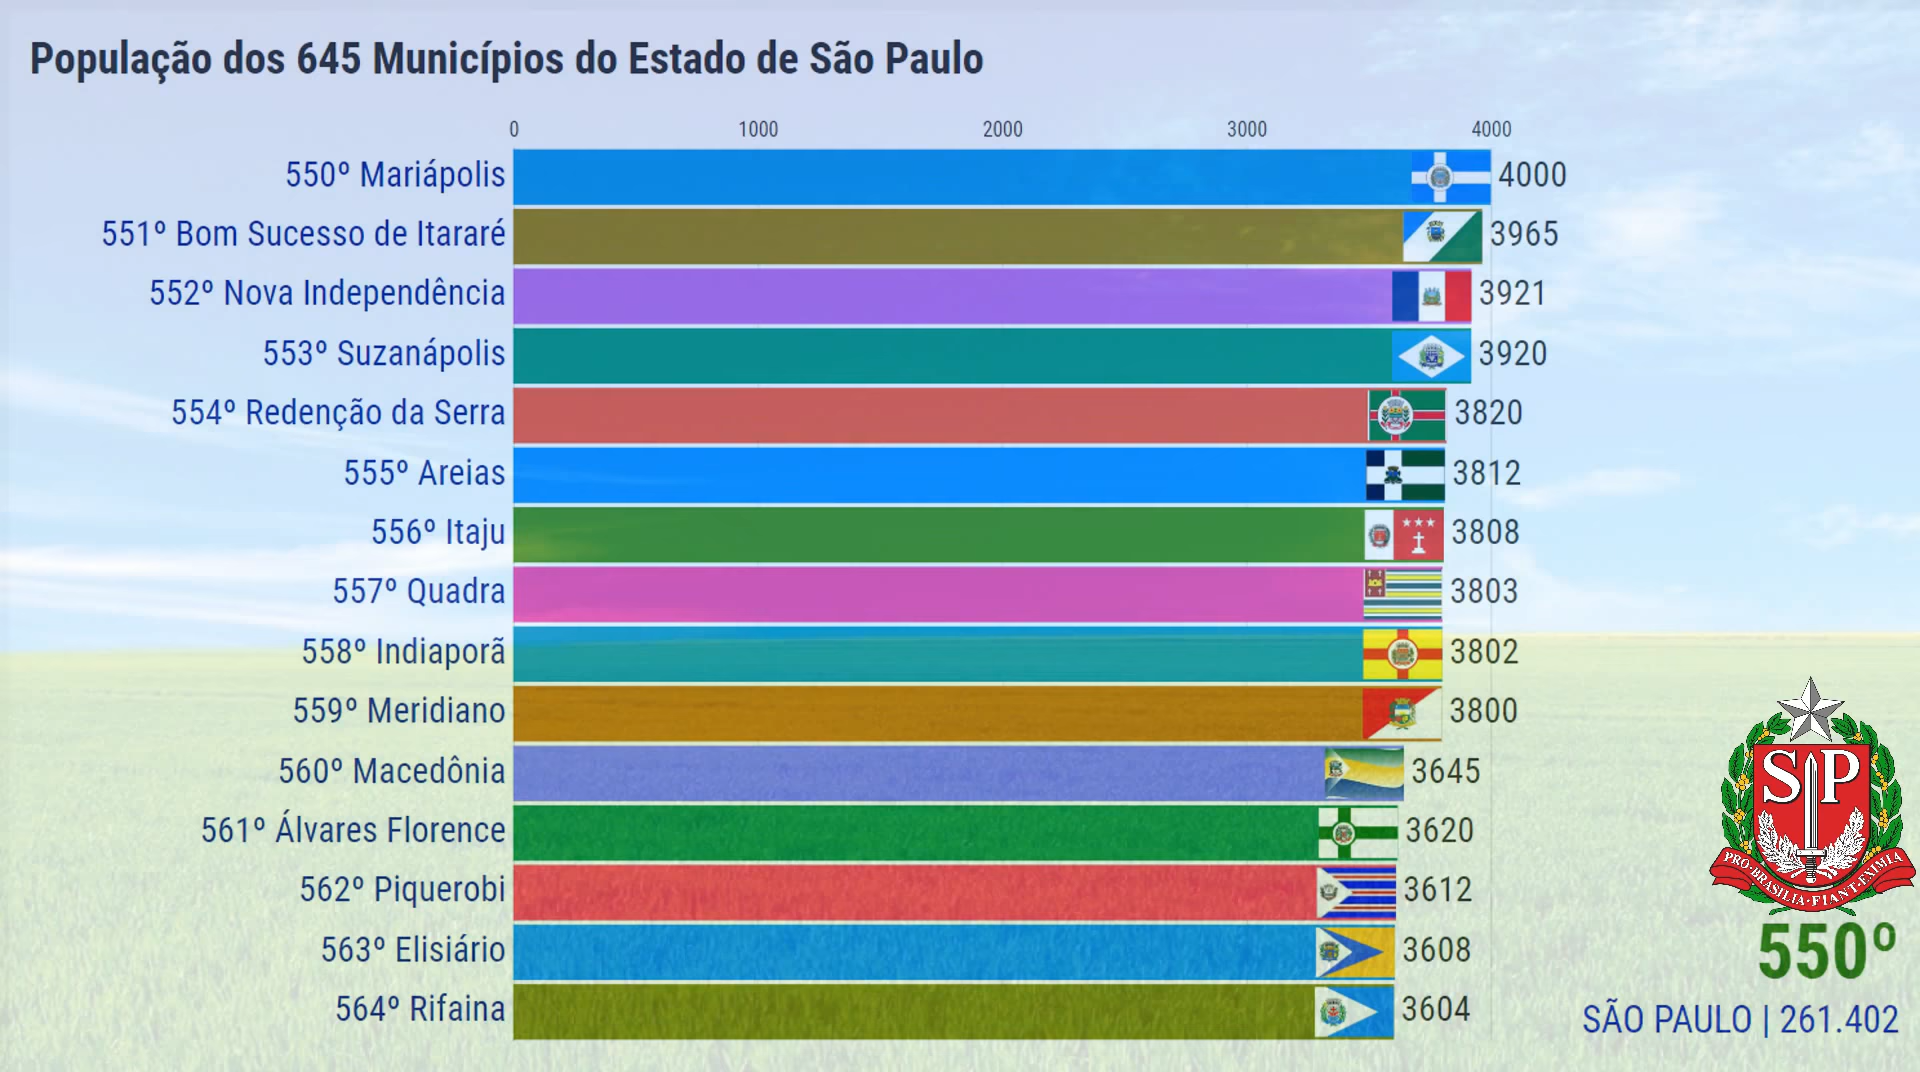 População dos 645 Municípios do Estado de São Paulo
0 1000 2000 3000 4000
550º Mariápolis 4000
551º Bom Sucesso de Itararé 3965
552º Nova Independência 3921
553º Suzanápolis 3920
554º Redenção da Serra 3820
555º Areias 3812
556º Itaju 3808
557º Quadra 3803
558º Indiaporã 3802
559º Meridiano 3800
560º Macedônia 3645
561º Álvares Florence 3620
562º Piquerobi 3612
563º Elisiário 3608
564º Rifaina 3604
SP
PRO·BRASILIA·FIANT·EXIMIA
550º
SÃO PAULO | 261.402